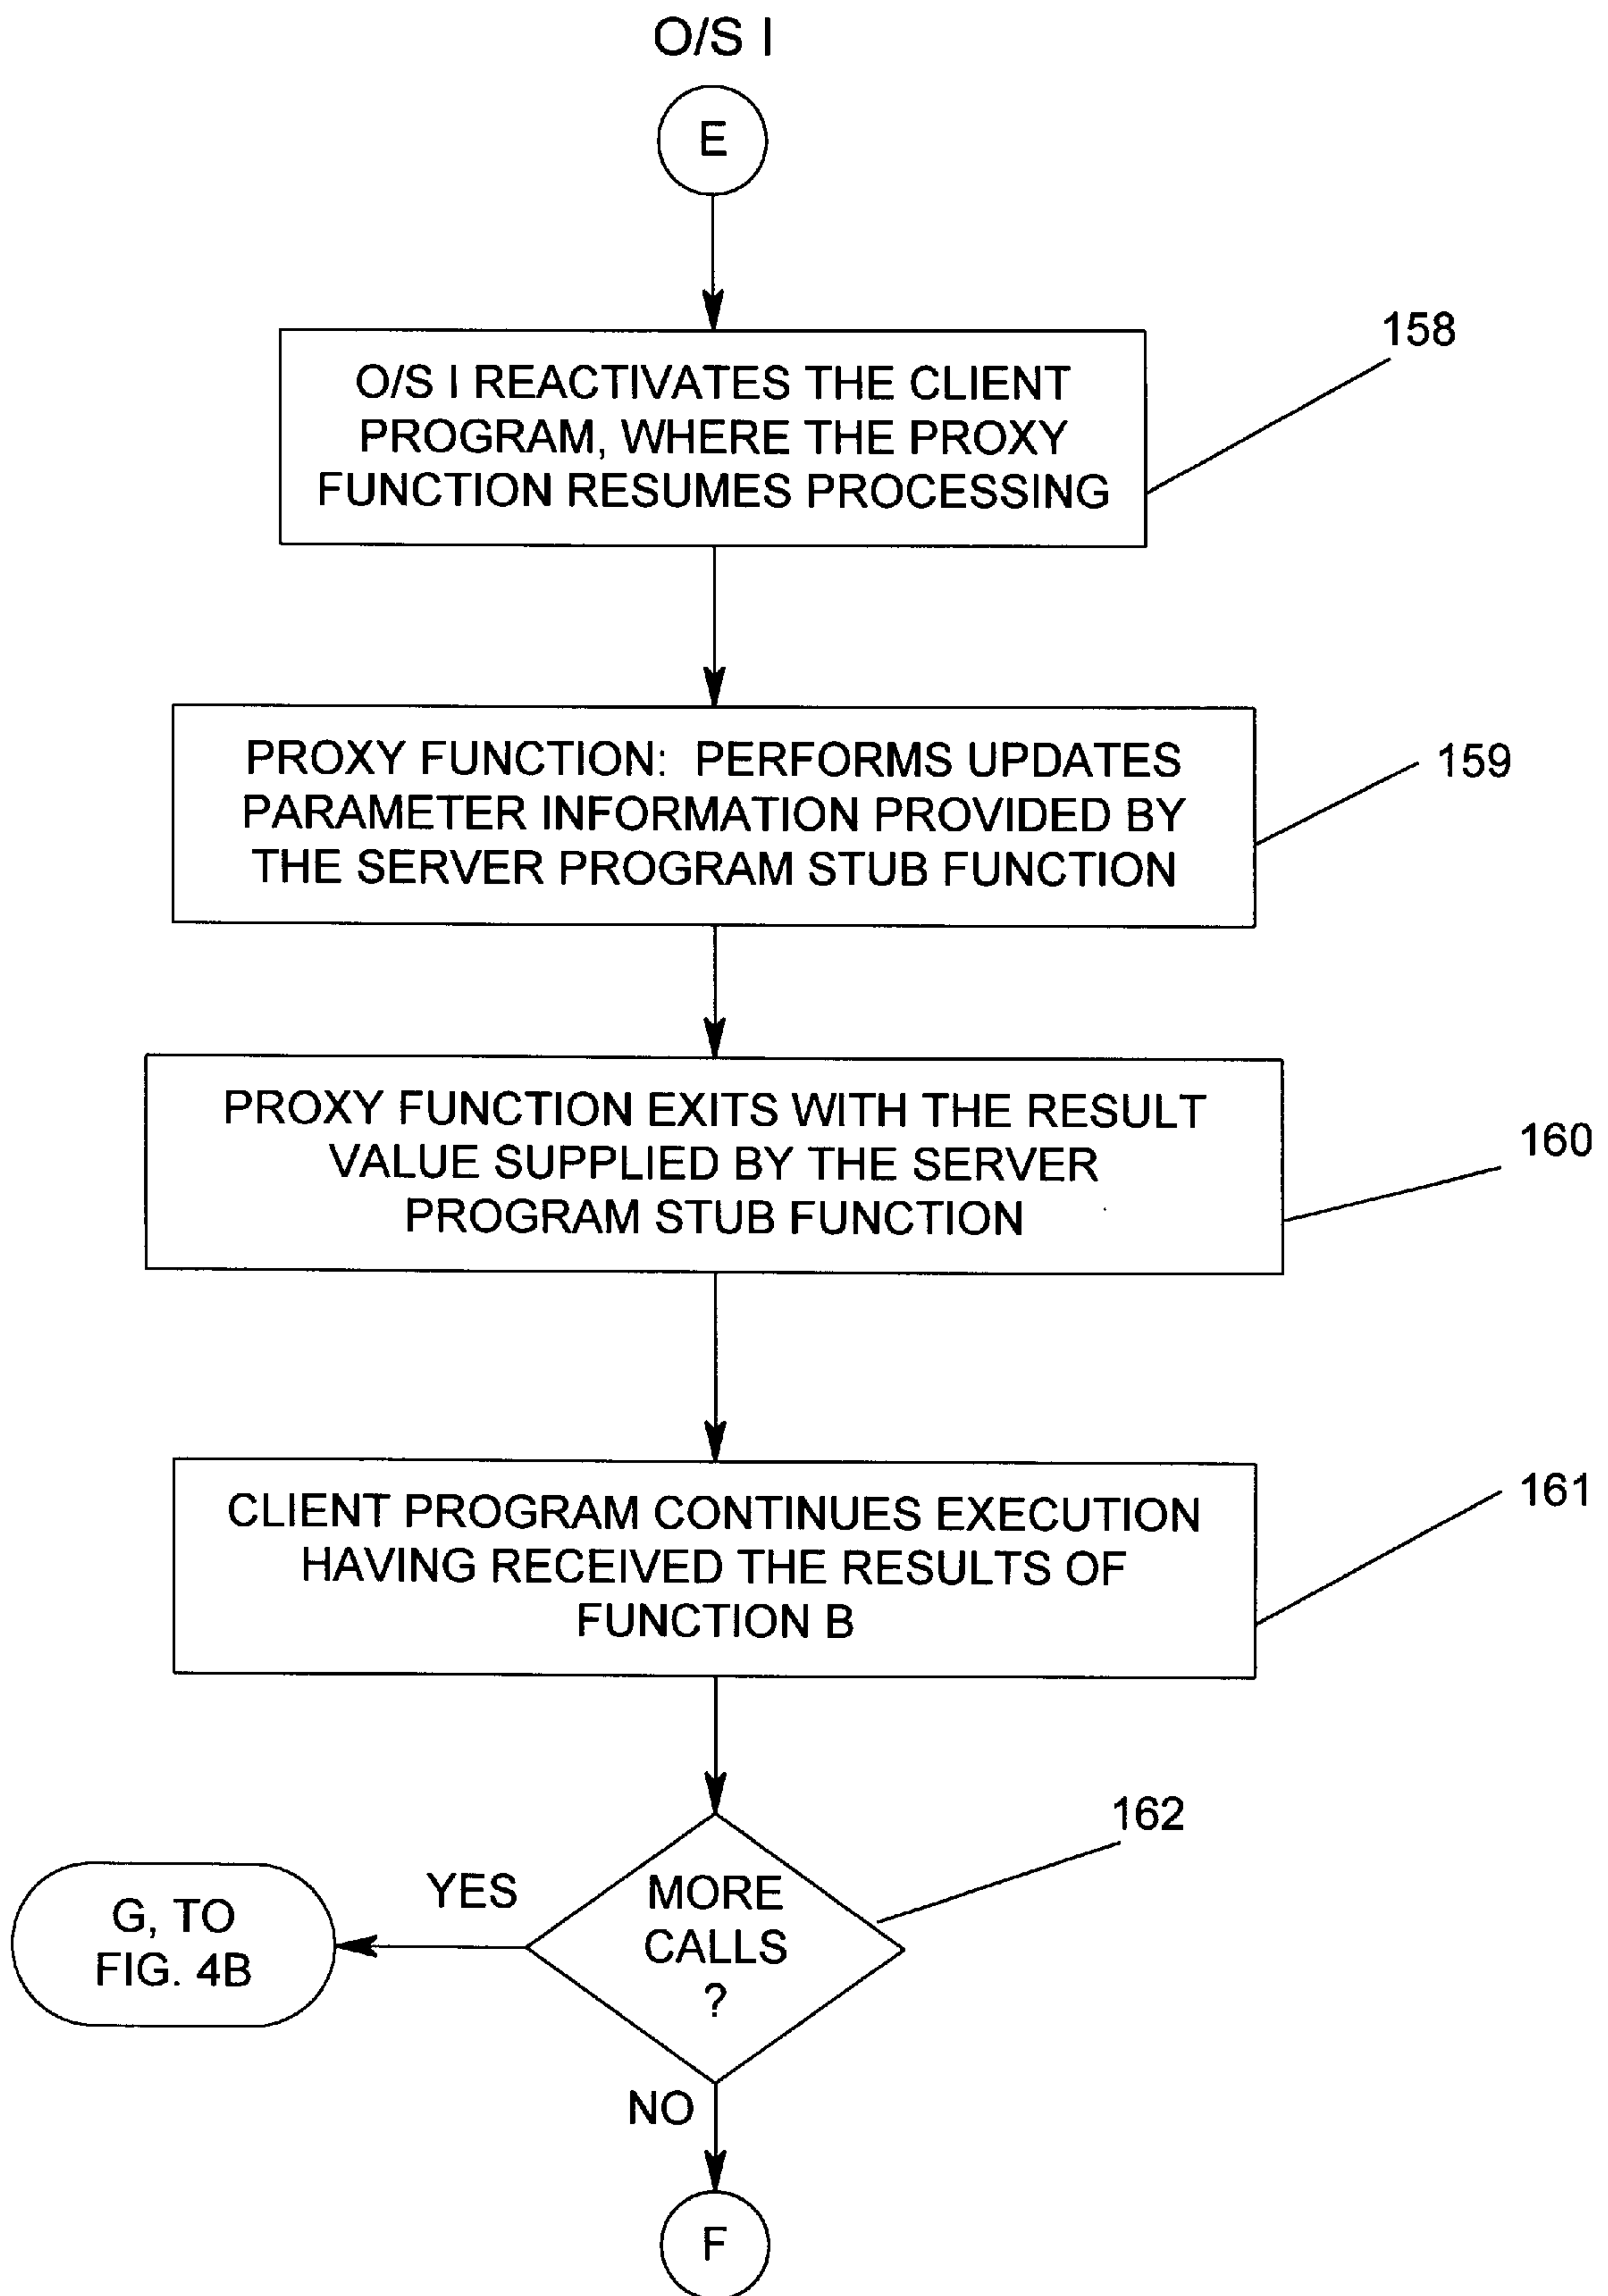 O/S I
E
O/S I REACTIVATES THE CLIENT
PROGRAM, WHERE THE PROXY
FUNCTION RESUMES PROCESSING
158
PROXY FUNCTION: PERFORMS UPDATES
PARAMETER INFORMATION PROVIDED BY
THE SERVER PROGRAM STUB FUNCTION
159
PROXY FUNCTION EXITS WITH THE RESULT
VALUE SUPPLIED BY THE SERVER
PROGRAM STUB FUNCTION
160
CLIENT PROGRAM CONTINUES EXECUTION
HAVING RECEIVED THE RESULTS OF
FUNCTION B
161
162
MORE
CALLS
?
YES
G, TO
FIG. 4B
NO
F